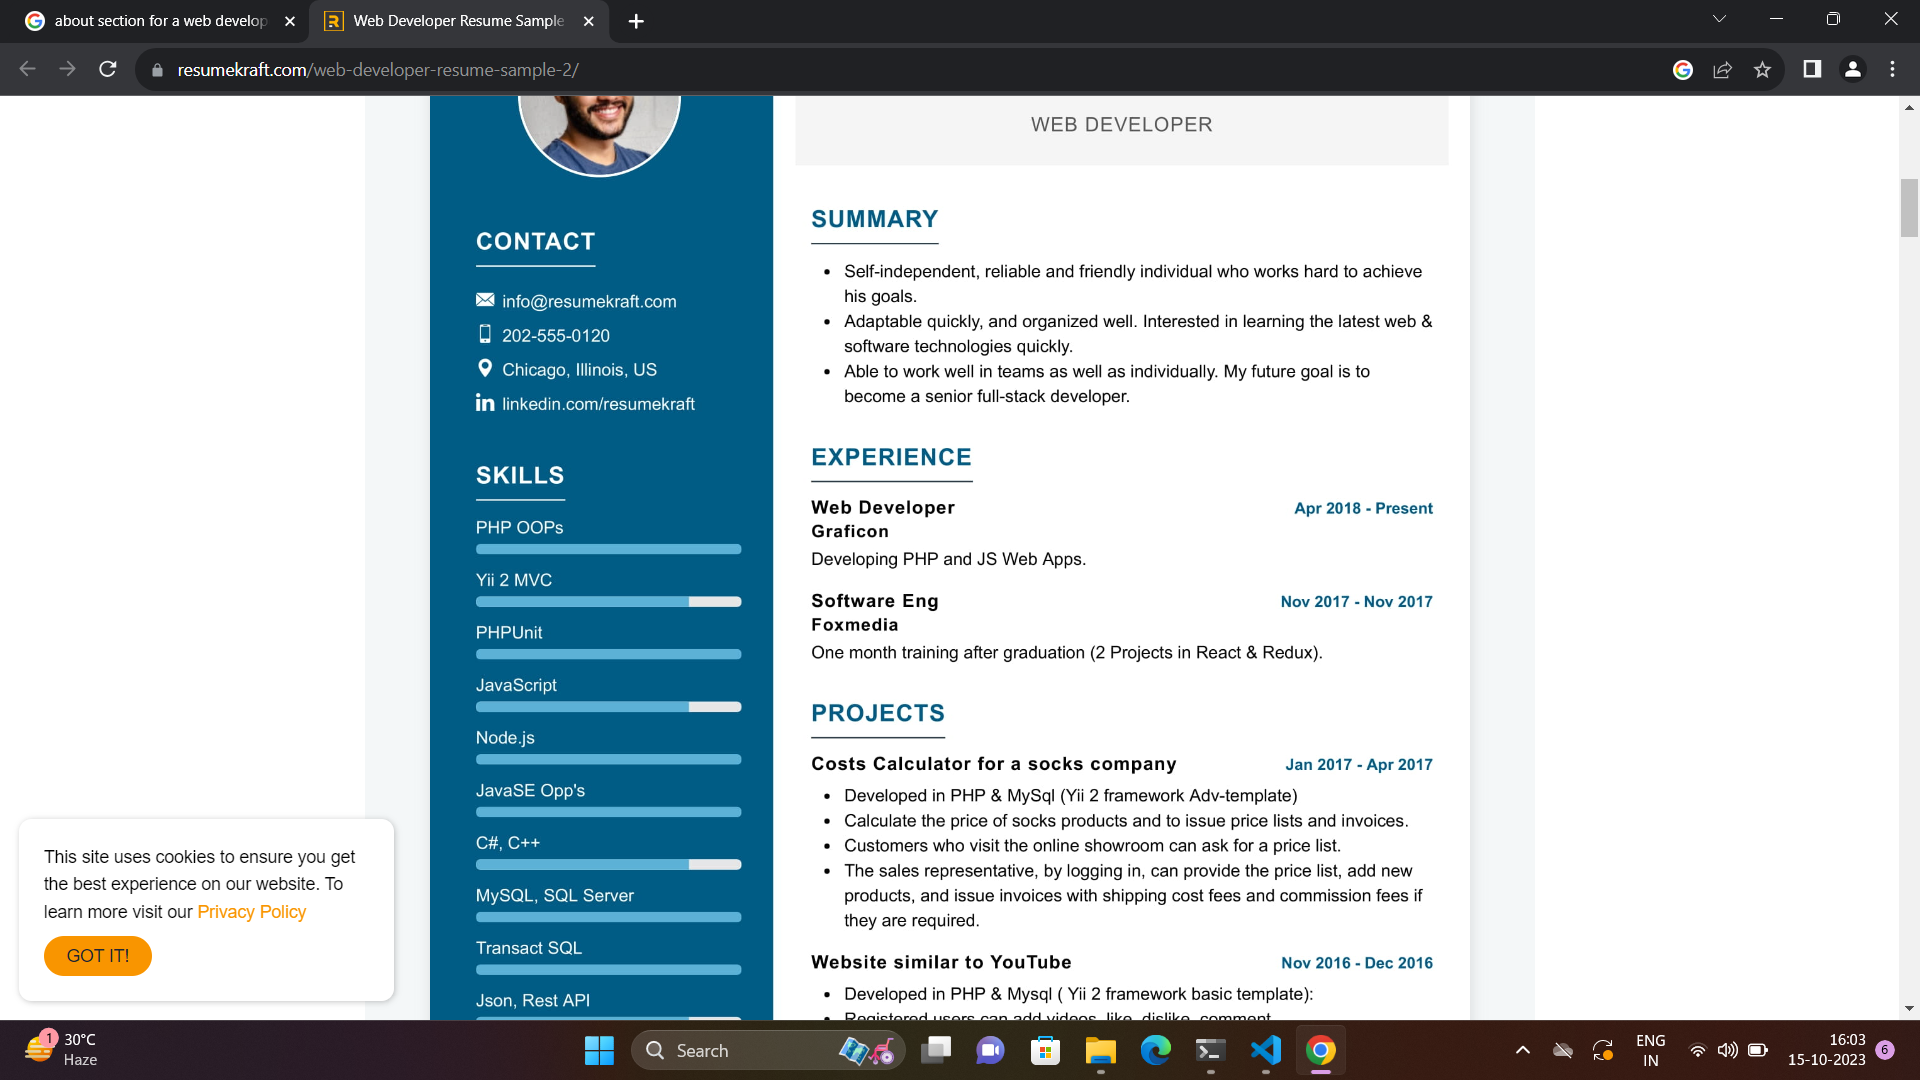 about section for a web develop
Web Developer Resume Sample
resumekraft.com/web-developer-resume-sample-2/
WEB DEVELOPER
CONTACT
info@resumekraft.com
202-555-0120
Chicago, Illinois, US
linkedin.com/resumekraft
SKILLS
PHP OOPs
Yii 2 MVC
PHPUnit
JavaScript
Node.js
JavaSE Opp's
C#, C++
MySQL, SQL Server
Transact SQL
Json, Rest API
SUMMARY
Self-independent, reliable and friendly individual who works hard to achieve
his goals.
Adaptable quickly, and organized well. Interested in learning the latest web &
software technologies quickly.
Able to work well in teams as well as individually. My future goal is to
become a senior full-stack developer.
EXPERIENCE
Web Developer Apr 2018 - Present
Graficon
Developing PHP and JS Web Apps.
Software Eng Nov 2017 - Nov 2017
Foxmedia
One month training after graduation (2 Projects in React & Redux).
PROJECTS
Costs Calculator for a socks company Jan 2017 - Apr 2017
Developed in PHP & MySql (Yii 2 framework Adv-template)
Calculate the price of socks products and to issue price lists and invoices.
Customers who visit the online showroom can ask for a price list.
The sales representative, by logging in, can provide the price list, add new
products, and issue invoices with shipping cost fees and commission fees if
they are required.
Website similar to YouTube Nov 2016 - Dec 2016
Developed in PHP & Mysql ( Yii 2 framework basic template):
Registered users can add videos, like, dislike, comment
This site uses cookies to ensure you get
the best experience on our website. To
learn more visit our Privacy Policy
GOT IT!
1
30°C
Haze
Search
ENG
IN
16:03
15-10-2023
6